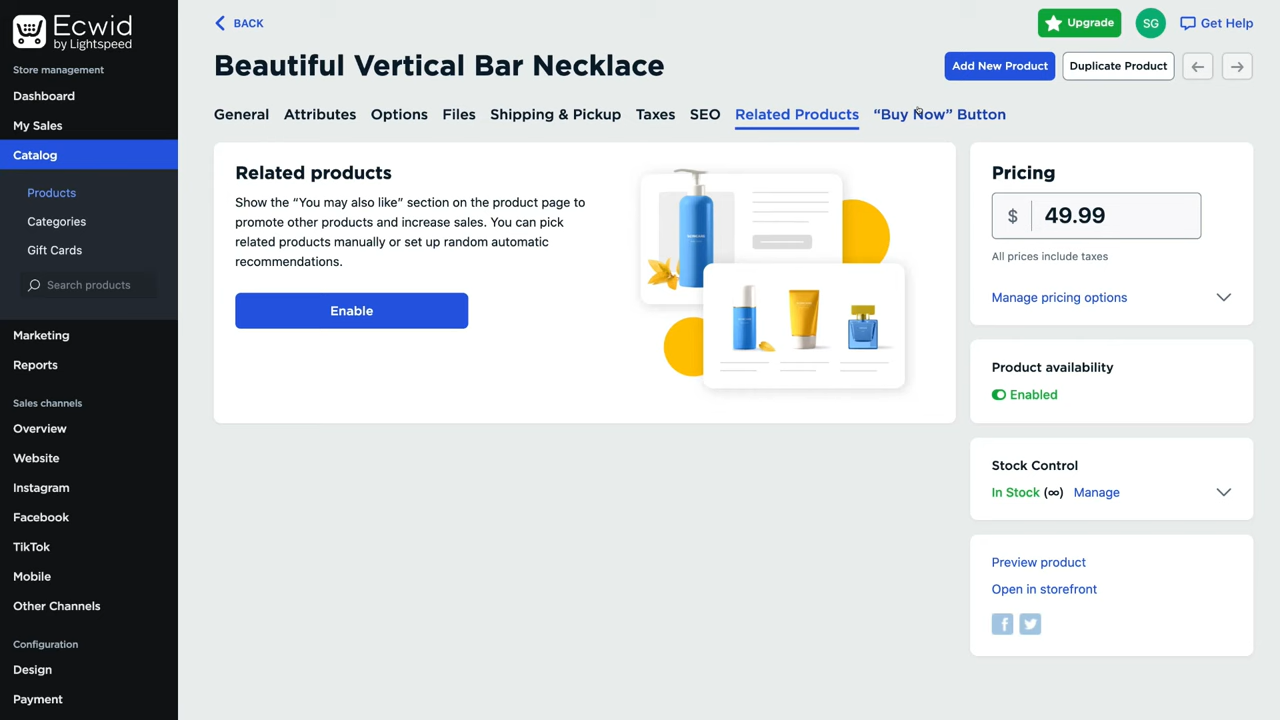 Ecwid
by Lightspeed
Store management
Dashboard
My Sales
Catalog
Products
Categories
Gift Cards
Search products
Marketing
Reports
Sales channels
Overview
Website
Instagram
Facebook
TikTok
Mobile
Other Channels
Configuration
Design
Payment
BACK
Upgrade
SG
Get Help
Beautiful Vertical Bar Necklace
Add New Product
Duplicate Product
General Attributes Options Files Shipping & Pickup Taxes SEO Related Products “Buy Now” Button
Related products
Show the “You may also like” section on the product page to
promote other products and increase sales. You can pick
related products manually or set up random automatic
recommendations.
Enable
Pricing
$ 49.99
All prices include taxes
Manage pricing options
Product availability
Enabled
Stock Control
In Stock (∞) Manage
Preview product
Open in storefront